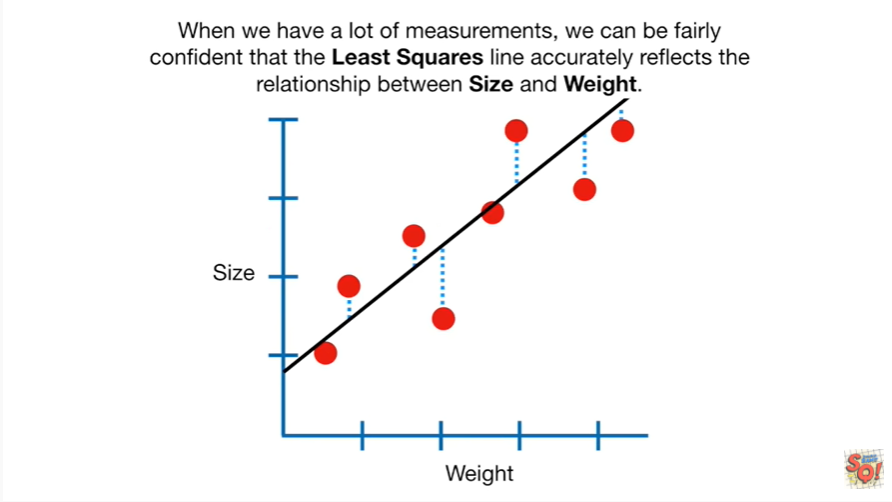 When we have a lot of measurements, we can be fairly
confident that the Least Squares line accurately reflects the
relationship between Size and Weight.
Size
Weight
SQ!